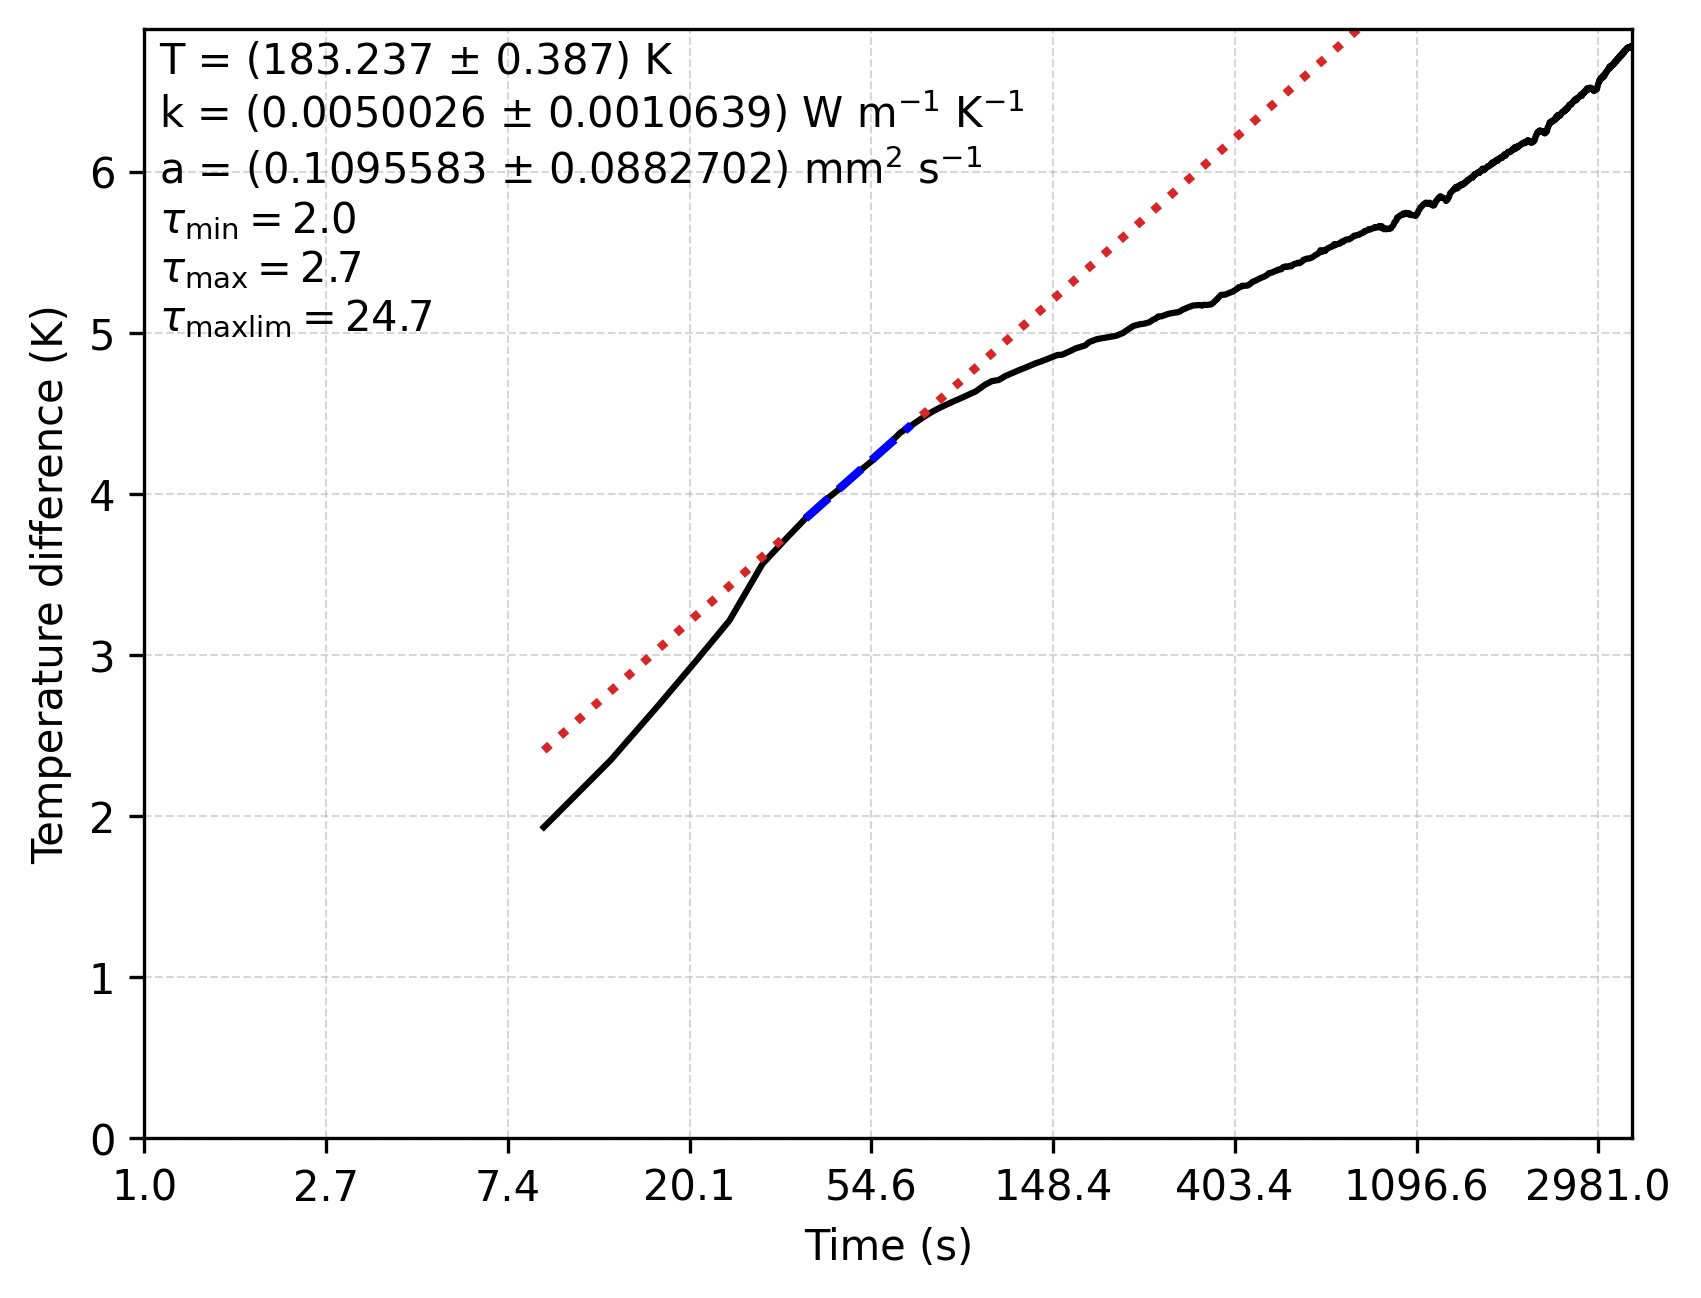 T = (183.237 ± 0.387) K
k = (0.0050026 ± 0.0010639) W m⁻¹ K⁻¹
a = (0.1095583 ± 0.0882702) mm² s⁻¹
τmin = 2.0
τmax = 2.7
τmaxlim = 24.7
Temperature difference (K)
6
5
4
3
2
1
0
1.0 2.7 7.4 20.1 54.6 148.4 403.4 1096.6 2981.0
Time (s)